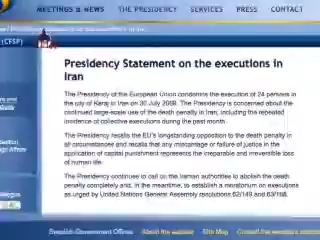 MEETINGS & NEWS THE PRESIDENCY SERVICES PRESS CONTACT
(CFSP)
Presidency Statement on the executions in
Iran
The Presidency of the European Union condemns the execution of 24 persons in
the city of Karaj in Iran on 30 July 2009. The Presidency is concerned about the
continued large-scale use of the death penalty in Iran, including the repeated
incidence of collective executions during the past month.
The Presidency recalls the EU's longstanding opposition to the death penalty in
all circumstances and recalls that any miscarriage or failure of justice in the
application of capital punishment represents the irreparable and irreversible loss
of human life.
The Presidency continues to call on the Iranian authorities to abolish the death
penalty completely and, in the meantime, to establish a moratorium on executions
as urged by United Nations General Assembly resolutions 62/149 and 63/168.
Swedish Government Offices About the website Site Map Contact the